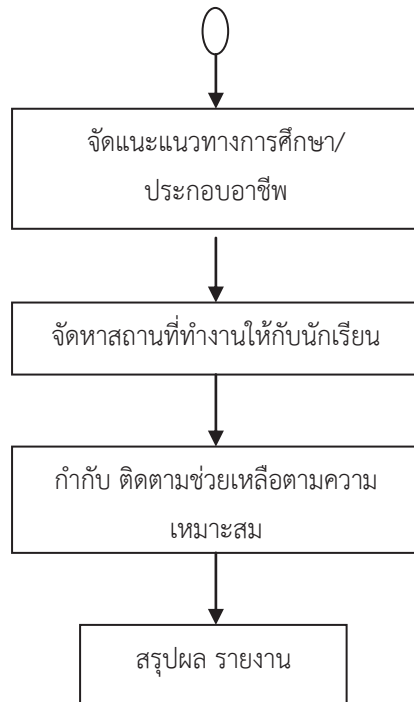 จัดแนะแนวทางการศึกษา/
ประกอบอาชีพ
จัดหาสถานที่ทำงานให้กับนักเรียน
กำกับ ติดตามช่วยเหลือตามความ
เหมาะสม
สรุปผล รายงาน